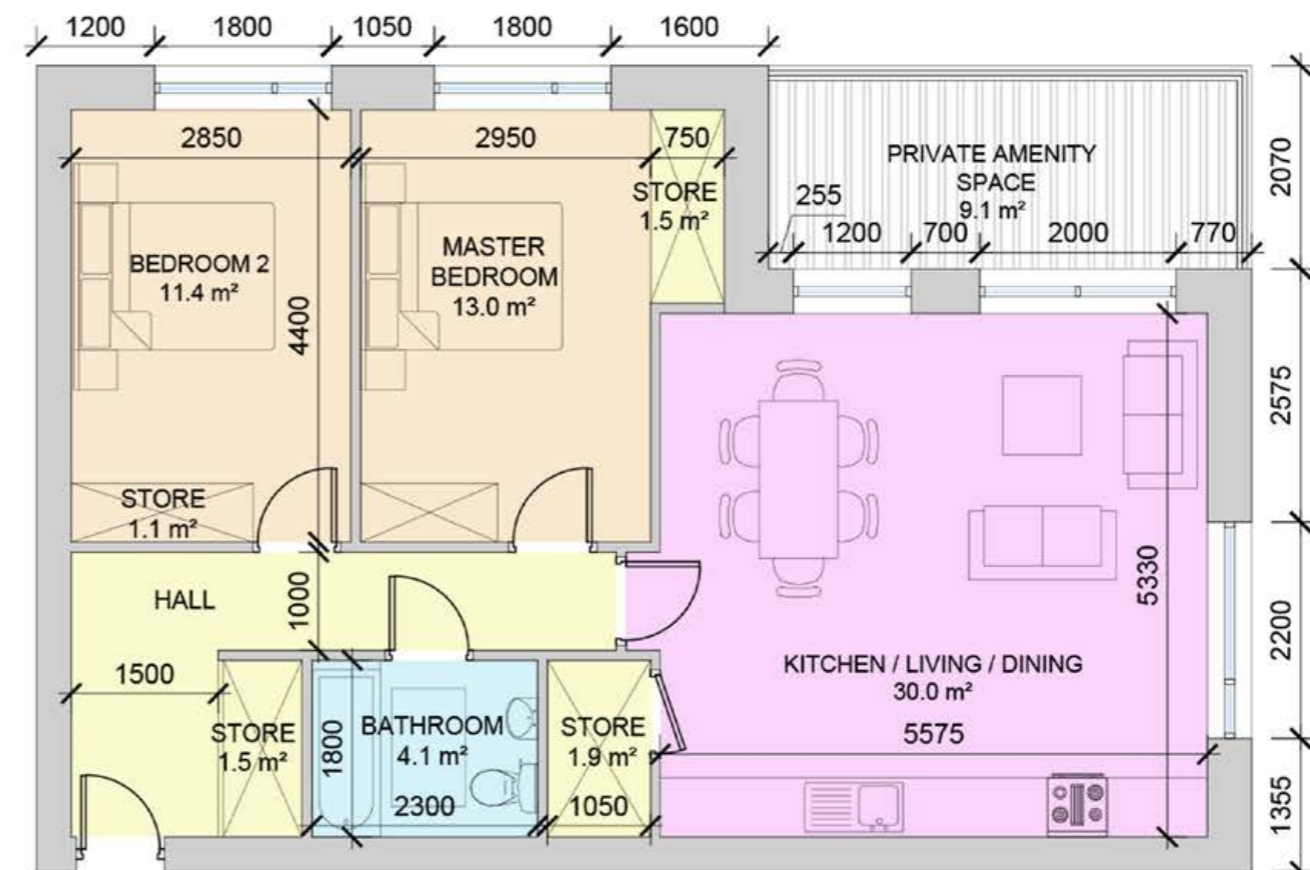 1200 1800 1050 1800 1600
2850 2950 750
PRIVATE AMENITY
SPACE
9.1 m²
2070
STORE
1.5 m²
255
1200 700 2000 770
BEDROOM 2
11.4 m²
MASTER
BEDROOM
13.0 m²
4400
2575
STORE
1.1 m²
HALL
1000
5330
2200
KITCHEN / LIVING / DINING
30.0 m²
5575
1500
STORE
1.5 m²
1800
BATHROOM
4.1 m²
2300
STORE
1.9 m²
1050
1355